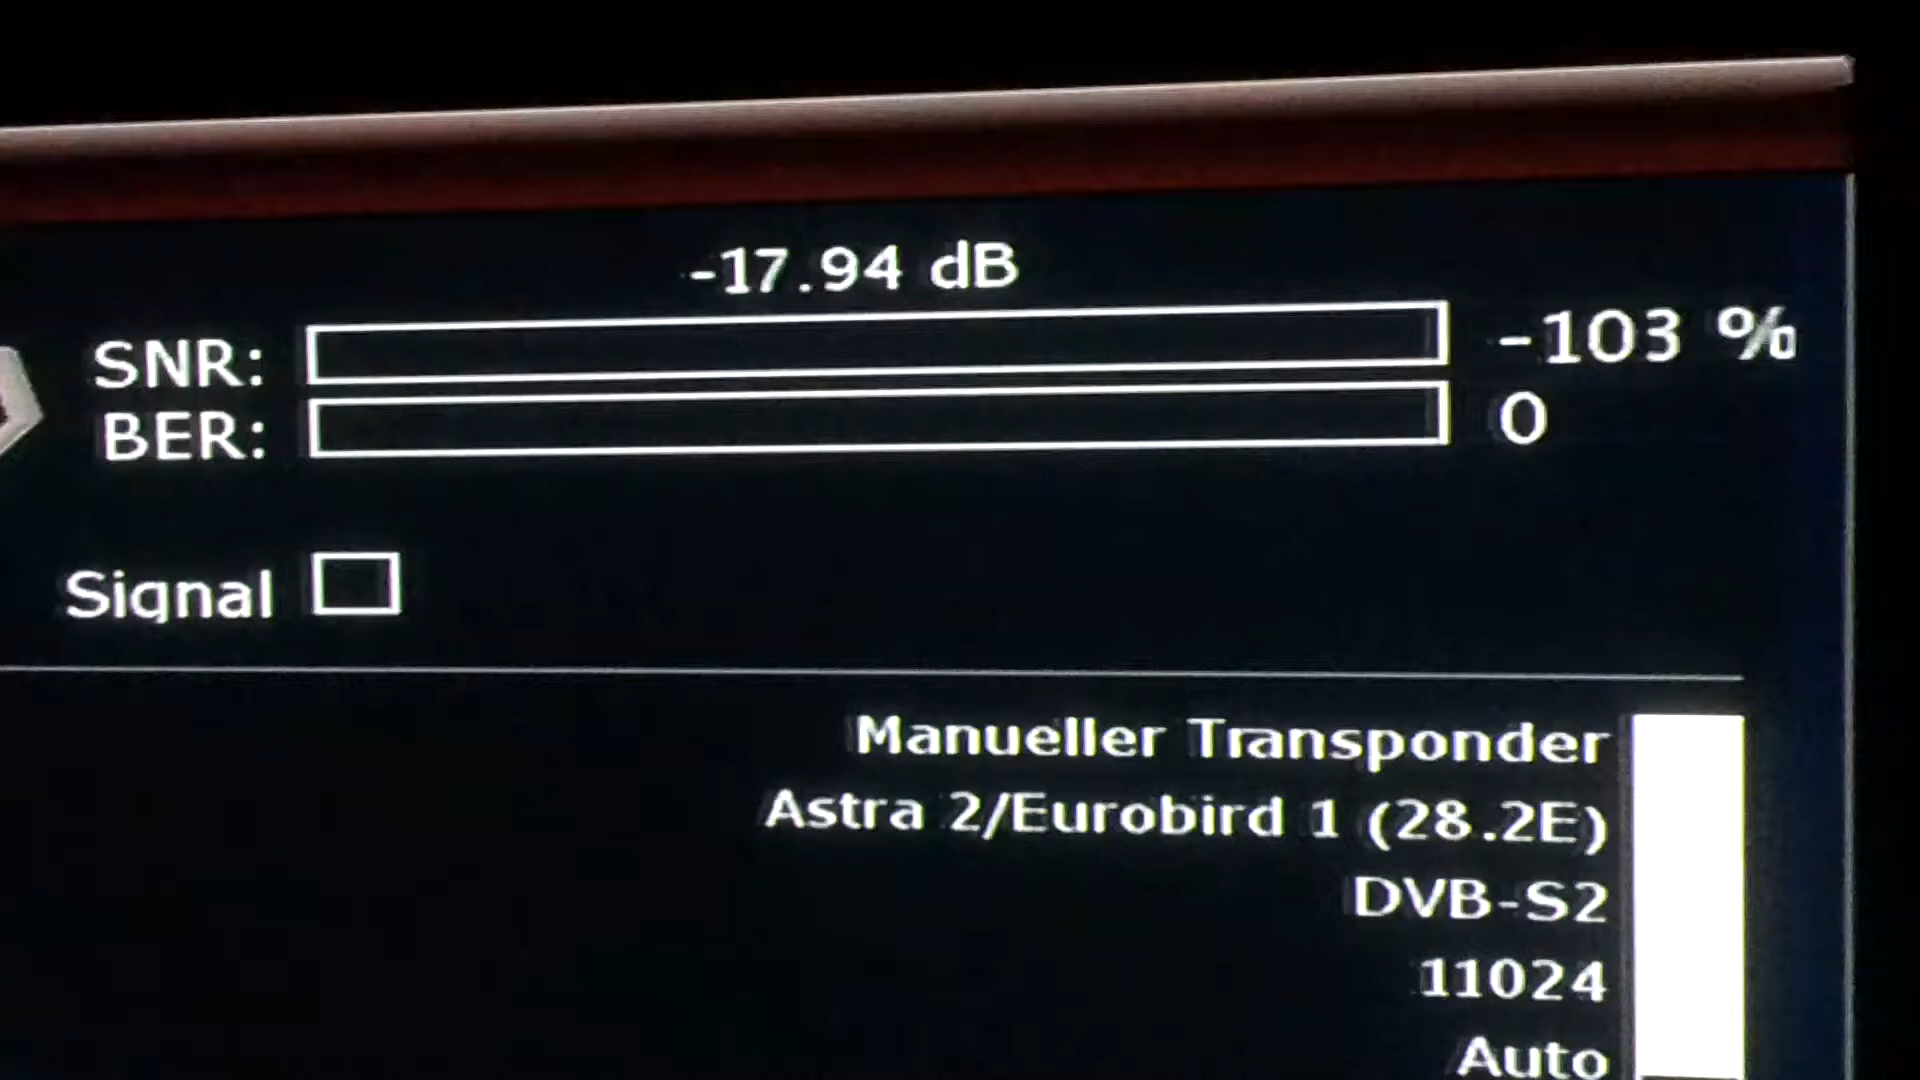 -17.94 dB
SNR: -103 %
BER: 0
Signal
Manueller Transponder
Astra 2/Eurobird 1 (28.2E)
DVB-S2
11024
Auto